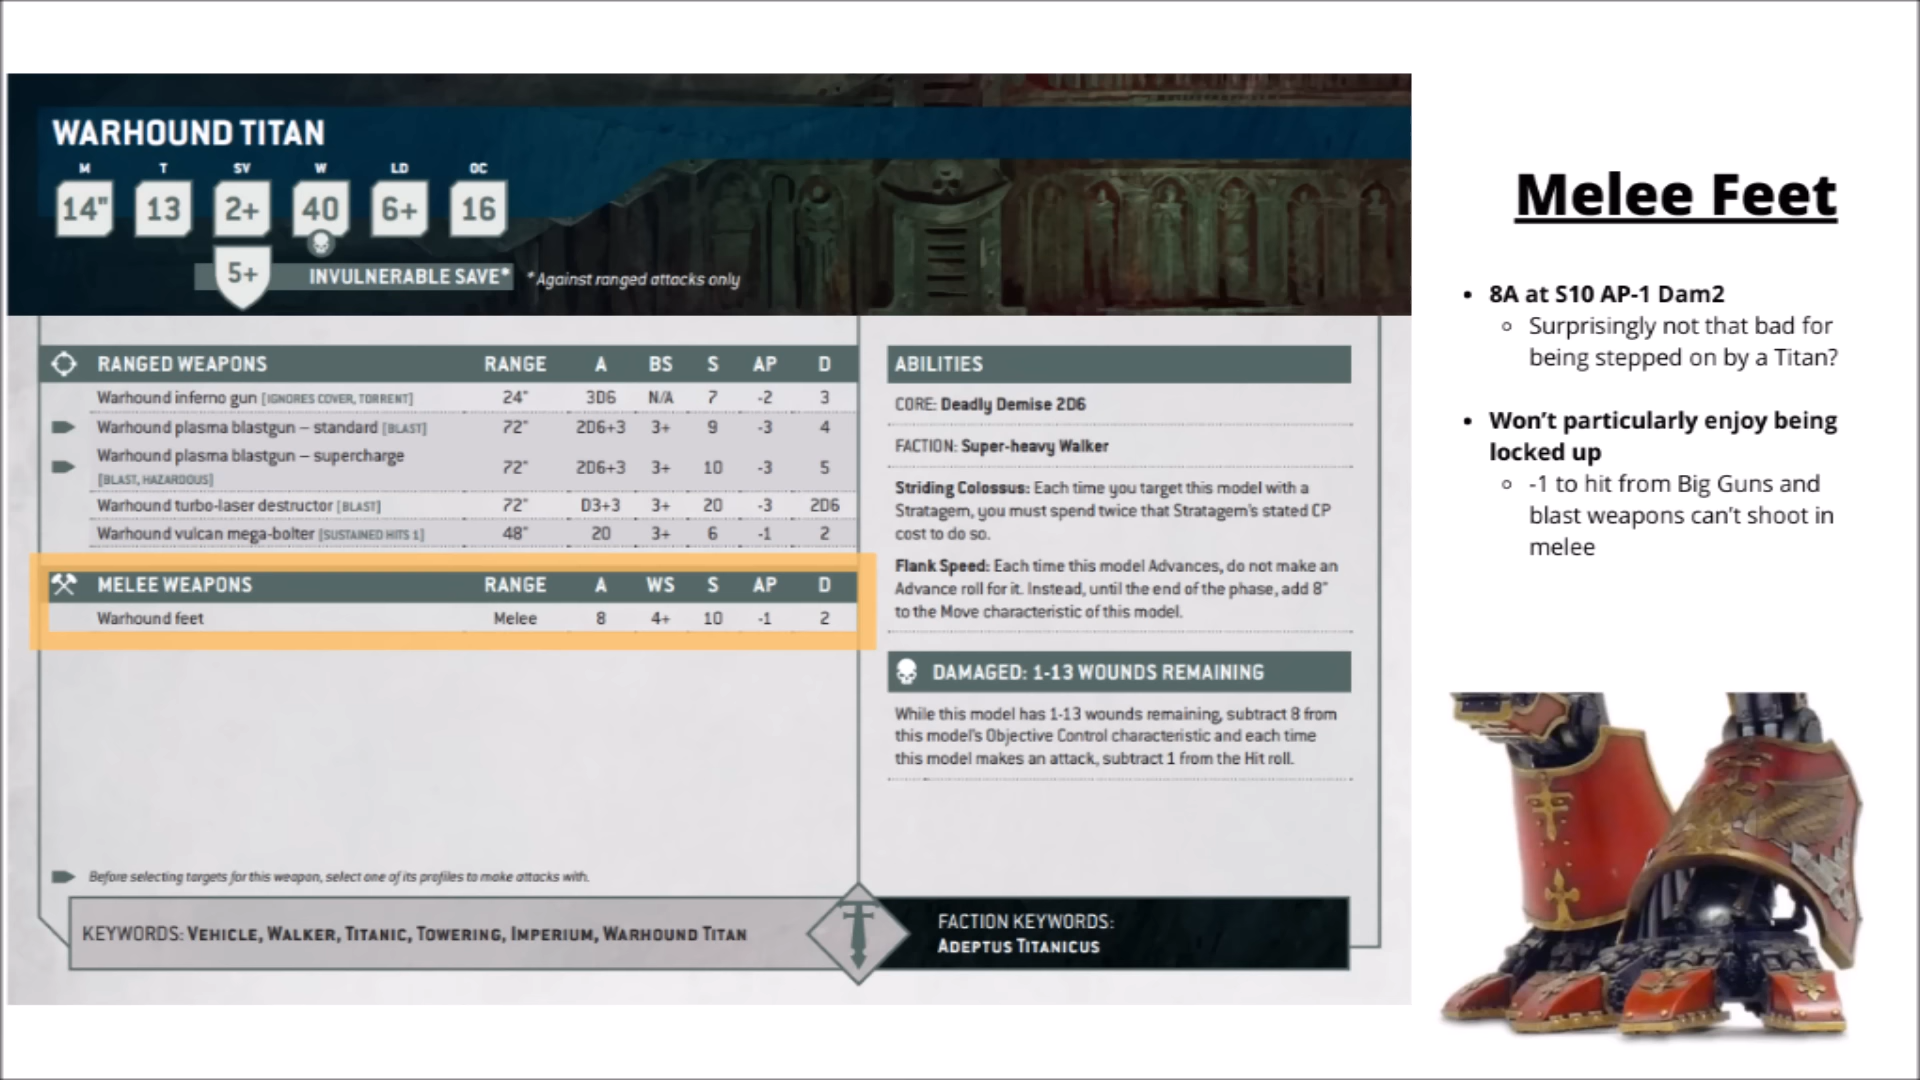 WARHOUND TITAN
M T SV W LD OC
14" 13 2+ 40 6+ 16
5+ INVULNERABLE SAVE* *Against ranged attacks only
RANGED WEAPONS RANGE A BS S AP D
Warhound inferno gun [IGNORES COVER, TORRENT] 24" 3D6 N/A 7 -2 3
Warhound plasma blastgun – standard [BLAST] 72" 2D6+3 3+ 9 -3 4
Warhound plasma blastgun – supercharge
[BLAST, HAZARDOUS] 72" 2D6+3 3+ 10 -3 5
Warhound turbo-laser destructor [BLAST] 72" D3+3 3+ 20 -3 2D6
Warhound vulcan mega-bolter [SUSTAINED HITS 1] 48" 20 3+ 6 -1 2
MELEE WEAPONS RANGE A WS S AP D
Warhound feet Melee 8 4+ 10 -1 2
Before selecting targets for this weapon, select one of its profiles to make attacks with.
KEYWORDS: VEHICLE, WALKER, TITANIC, TOWERING, IMPERIUM, WARHOUND TITAN
ABILITIES
CORE: Deadly Demise 2D6
FACTION: Super-heavy Walker
Striding Colossus: Each time you target this model with a
Stratagem, you must spend twice that Stratagem's stated CP
cost to do so.
Flank Speed: Each time this model Advances, do not make an
Advance roll for it. Instead, until the end of the phase, add 8"
to the Move characteristic of this model.
DAMAGED: 1-13 WOUNDS REMAINING
While this model has 1-13 wounds remaining, subtract 8 from
this model's Objective Control characteristic and each time
this model makes an attack, subtract 1 from the Hit roll.
FACTION KEYWORDS:
ADEPTUS TITANICUS
Melee Feet
• 8A at S10 AP-1 Dam2
◦ Surprisingly not that bad for
being stepped on by a Titan?
• Won't particularly enjoy being
locked up
◦ -1 to hit from Big Guns and
blast weapons can't shoot in
melee